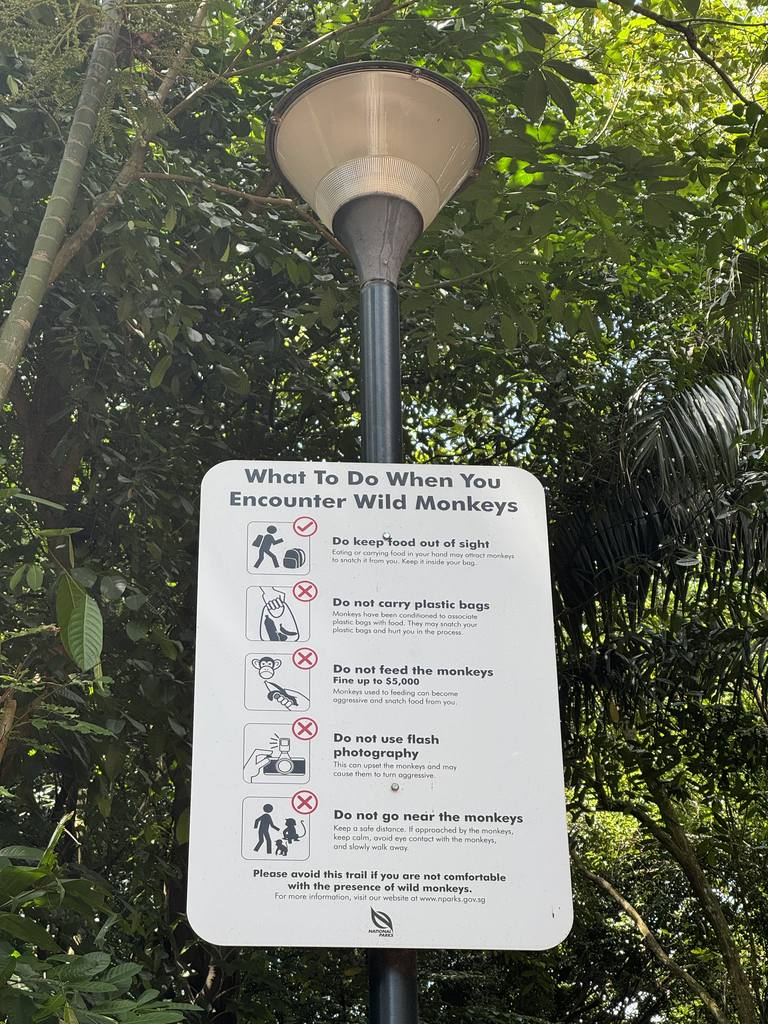 What To Do When You
Encounter Wild Monkeys
Do keep food out of sight
Eating or carrying food in your hand may attract monkeys
to snatch it from you. Keep it inside your bag.
Do not carry plastic bags
Monkeys have been conditioned to associate
plastic bags with food. They may snatch your
plastic bags and hurt you in the process.
Do not feed the monkeys
Fine up to $5,000
Monkeys used to feeding can become
aggressive and snatch food from you.
Do not use flash
photography
This can upset the monkeys and may
cause them to turn aggressive.
Do not go near the monkeys
Keep a safe distance. If approached by the monkeys,
keep calm, avoid eye contact with the monkeys,
and slowly walk away.
Please avoid this trail if you are not comfortable
with the presence of wild monkeys.
For more information, visit our website at www.nparks.gov.sg
NATIONAL
PARKS